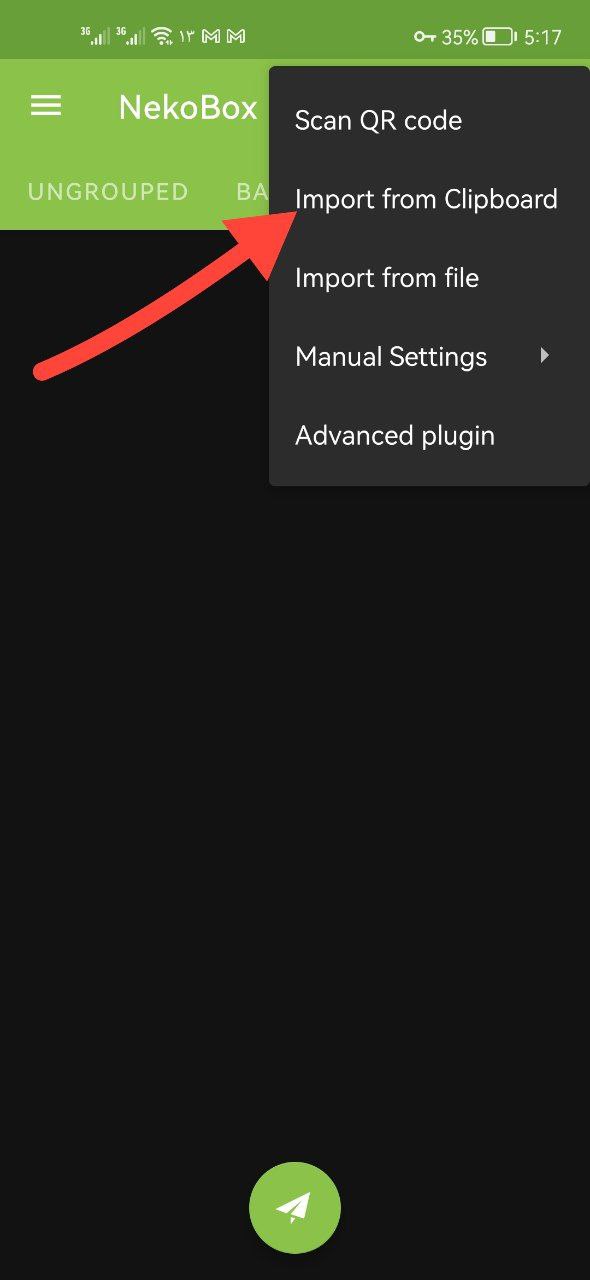 3G 3G ۱۳ 35% 5:17
NekoBox
UNGROUPED BA
Scan QR code
Import from Clipboard
Import from file
Manual Settings
Advanced plugin